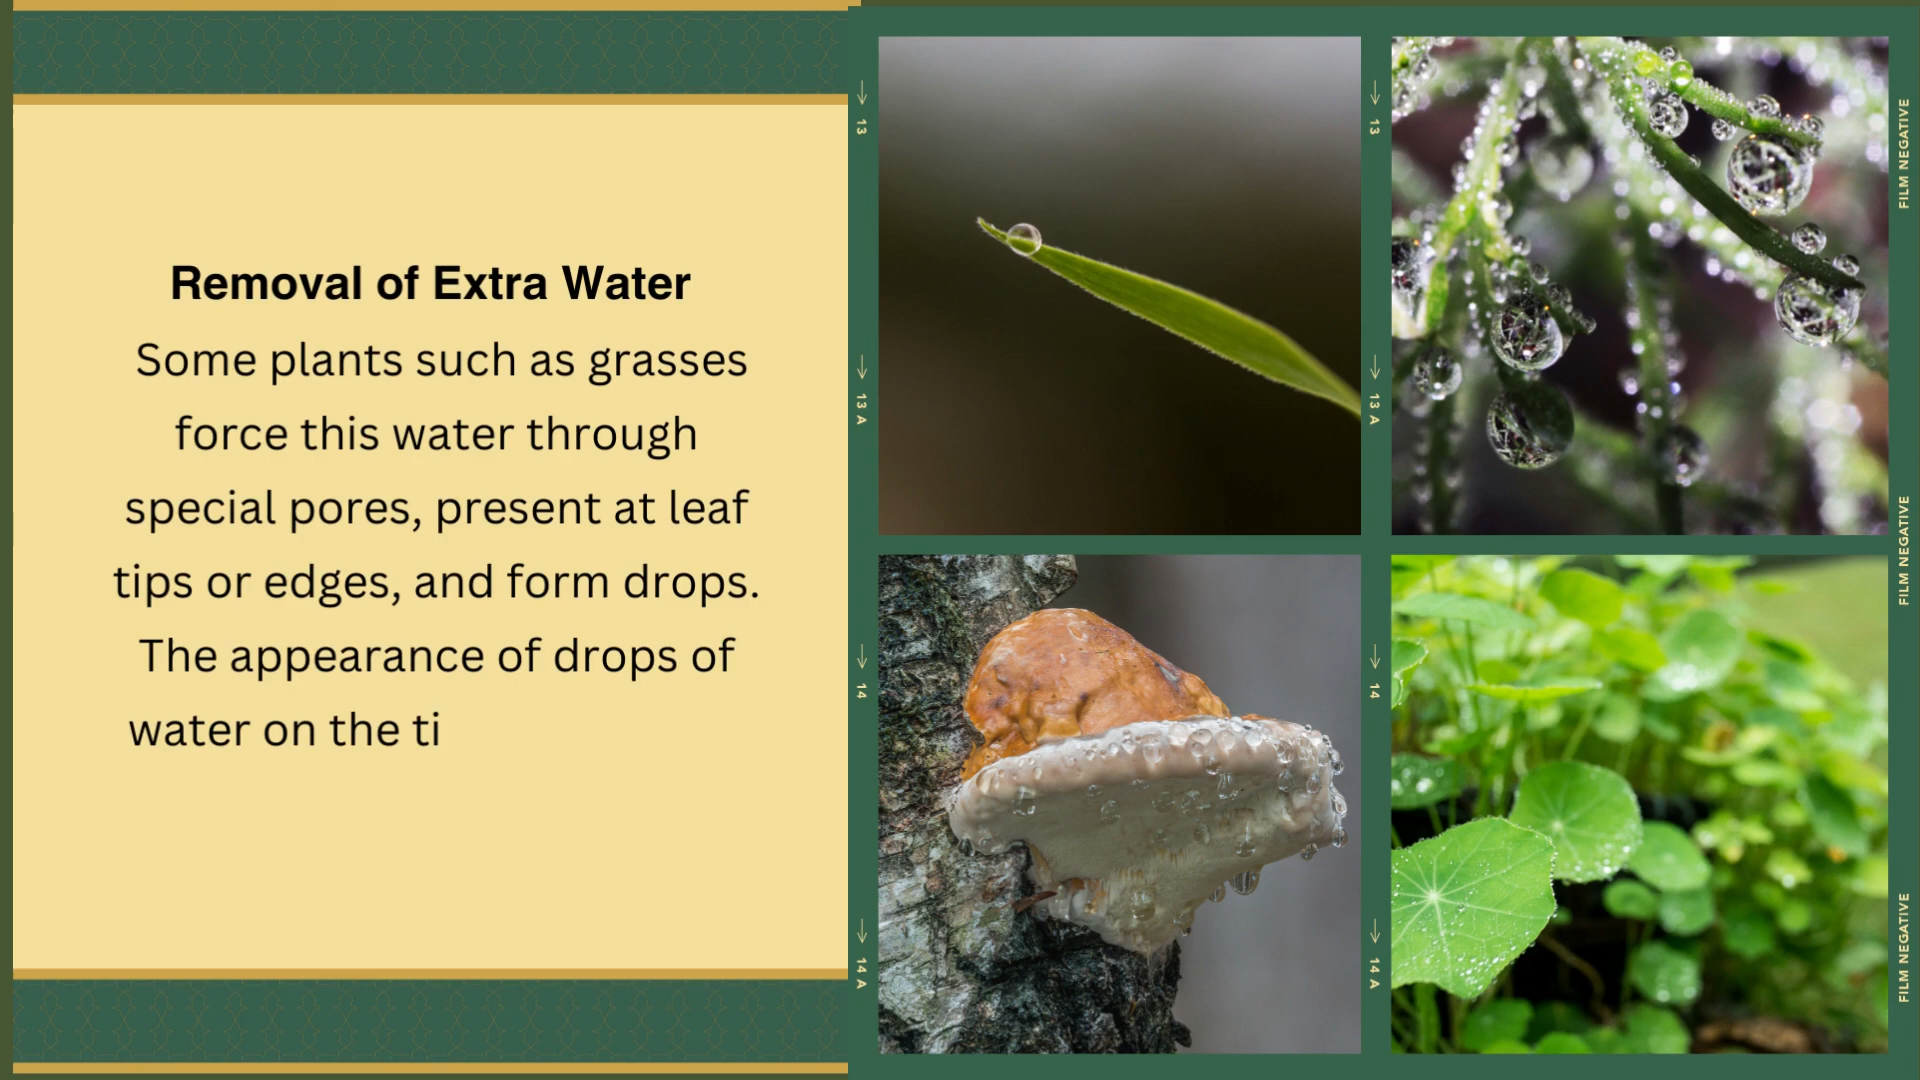 Removal of Extra Water
Some plants such as grasses
force this water through
special pores, present at leaf
tips or edges, and form drops.
The appearance of drops of
water on the ti
→ 13
→ 13 A
→ 14
→ 14 A
→ 13
→ 13 A
→ 14
→ 14 A
FILM NEGATIVE
FILM NEGATIVE
FILM NEGATIVE